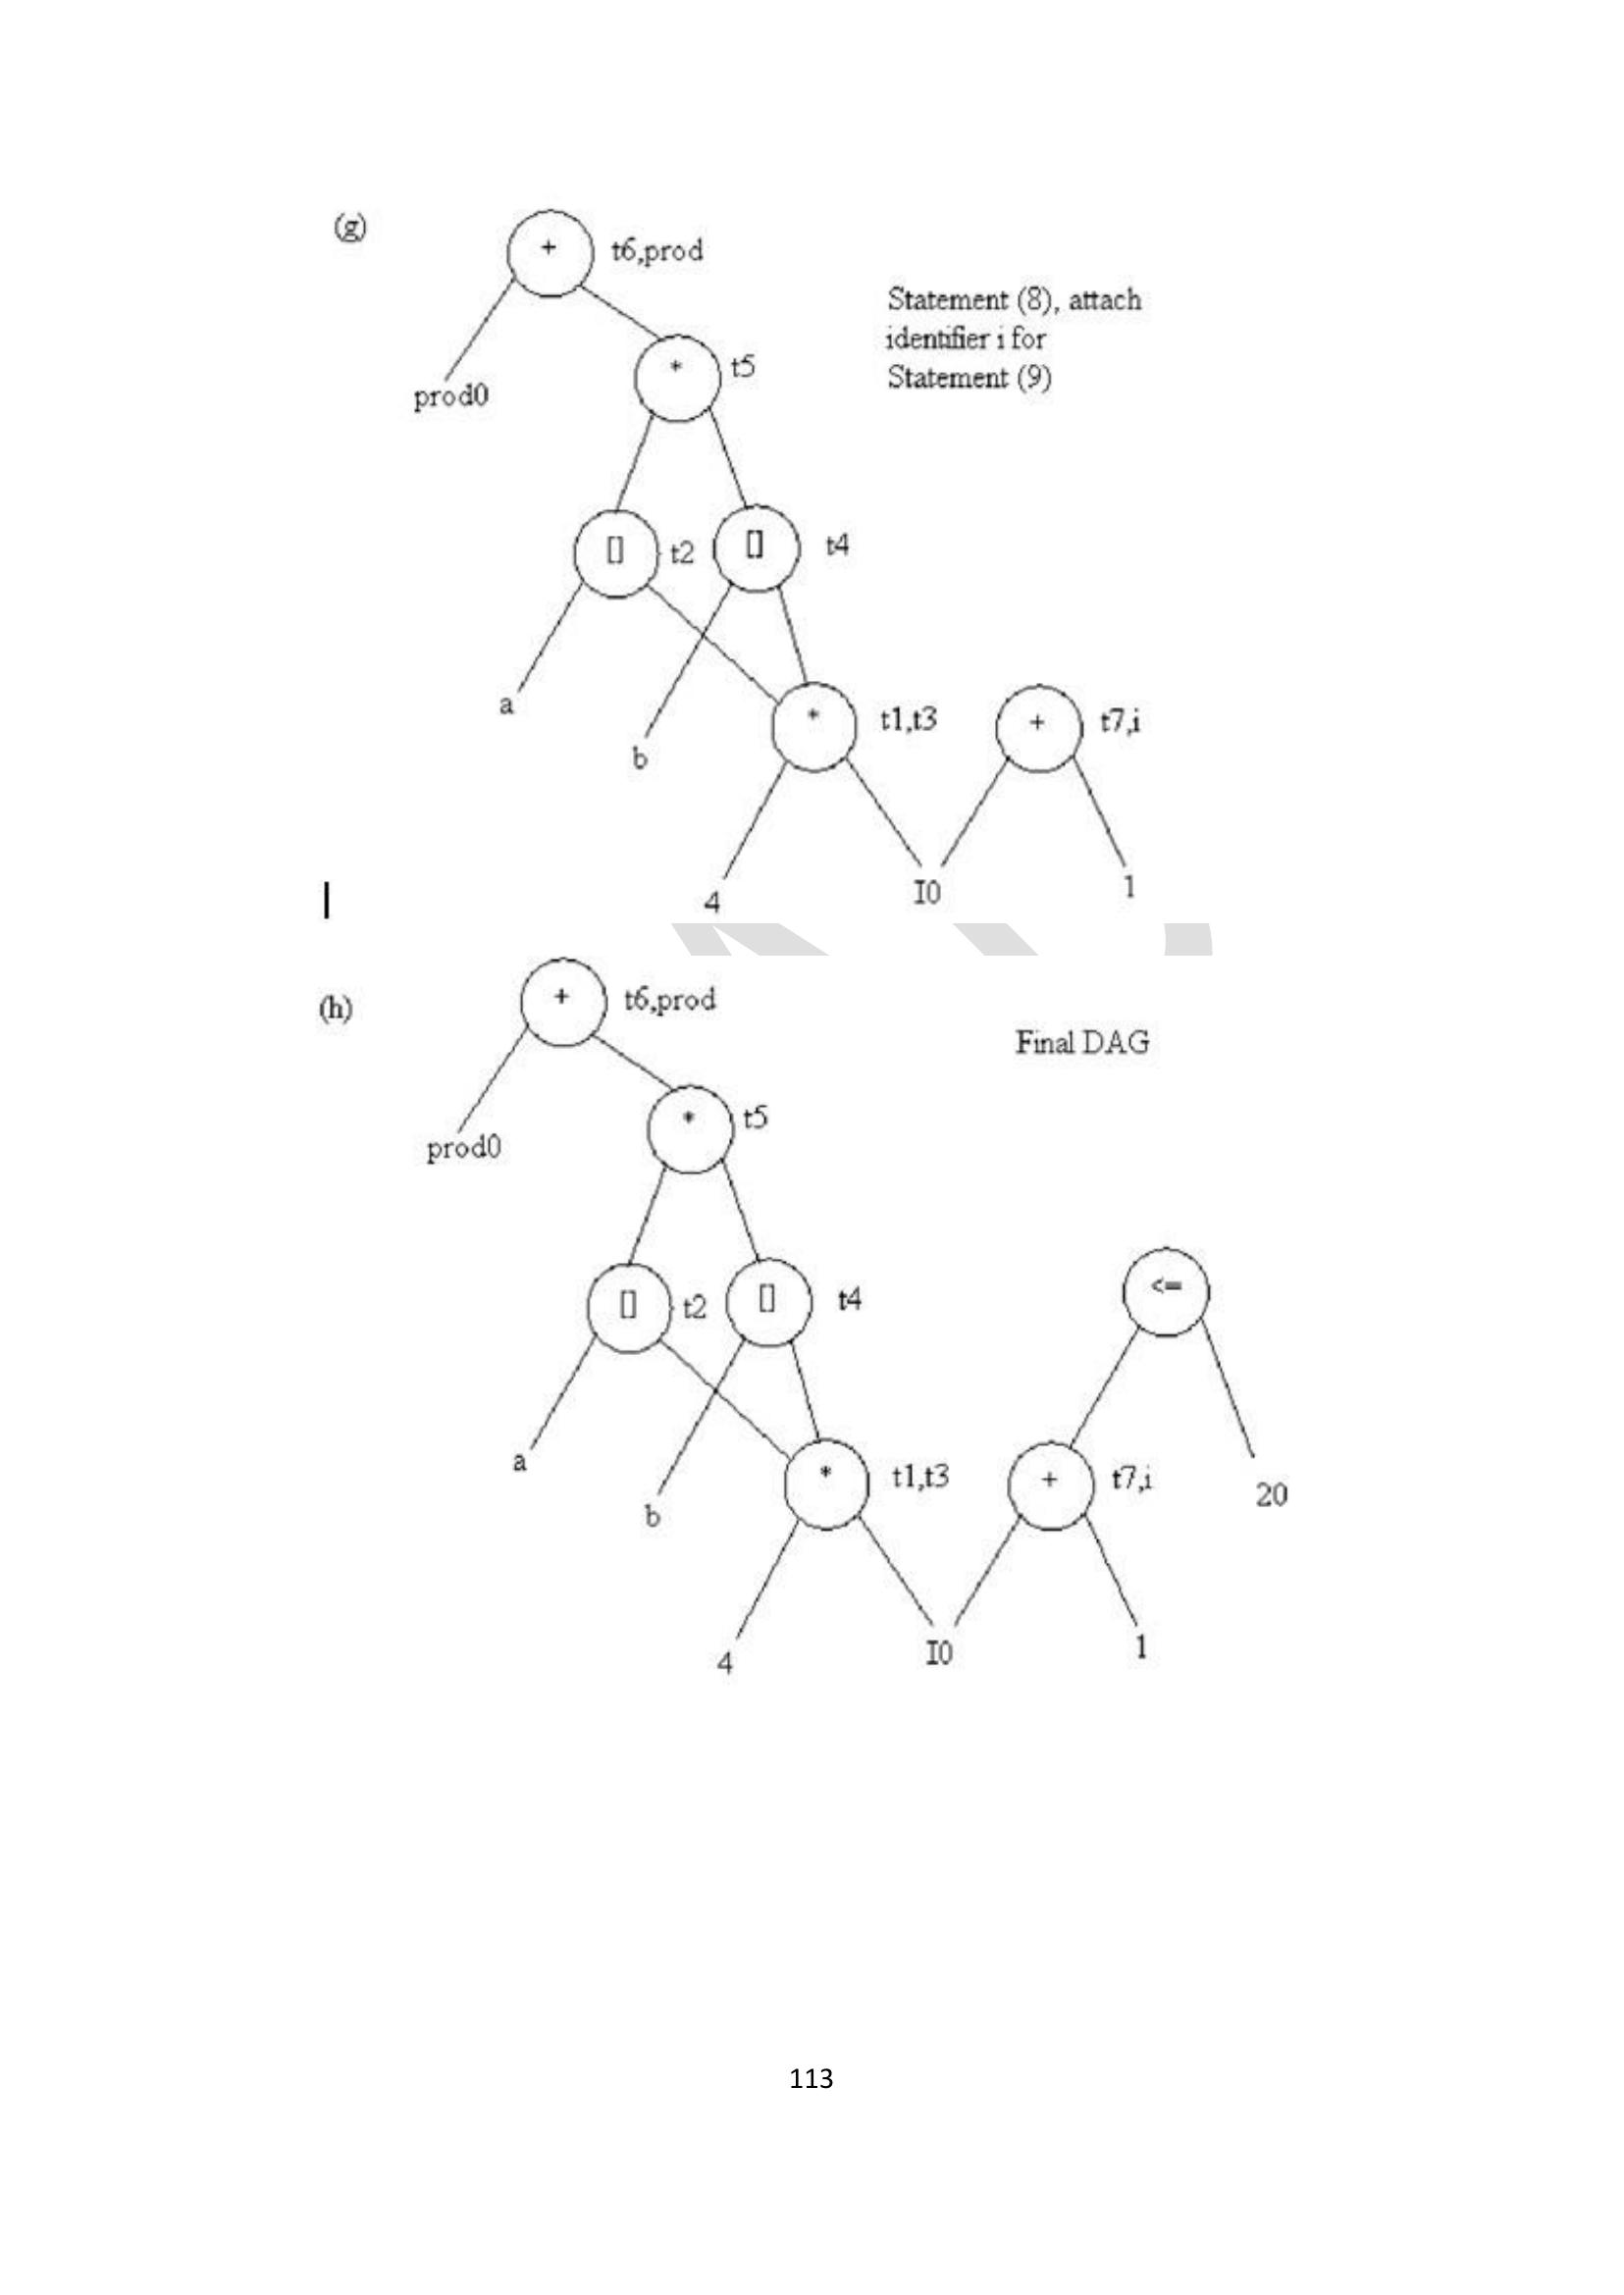 (g)
+ t6,prod
Statement (8), attach
identifier i for
Statement (9)
* t5
prod0
[] t2 [] t4
a
b
* t1,t3 + t7,i
4 I0 1
(h)
+ t6,prod
Final DAG
* t5
prod0
<=
[] t2 [] t4
a
b
* t1,t3 + t7,i
20
4 I0 1
113